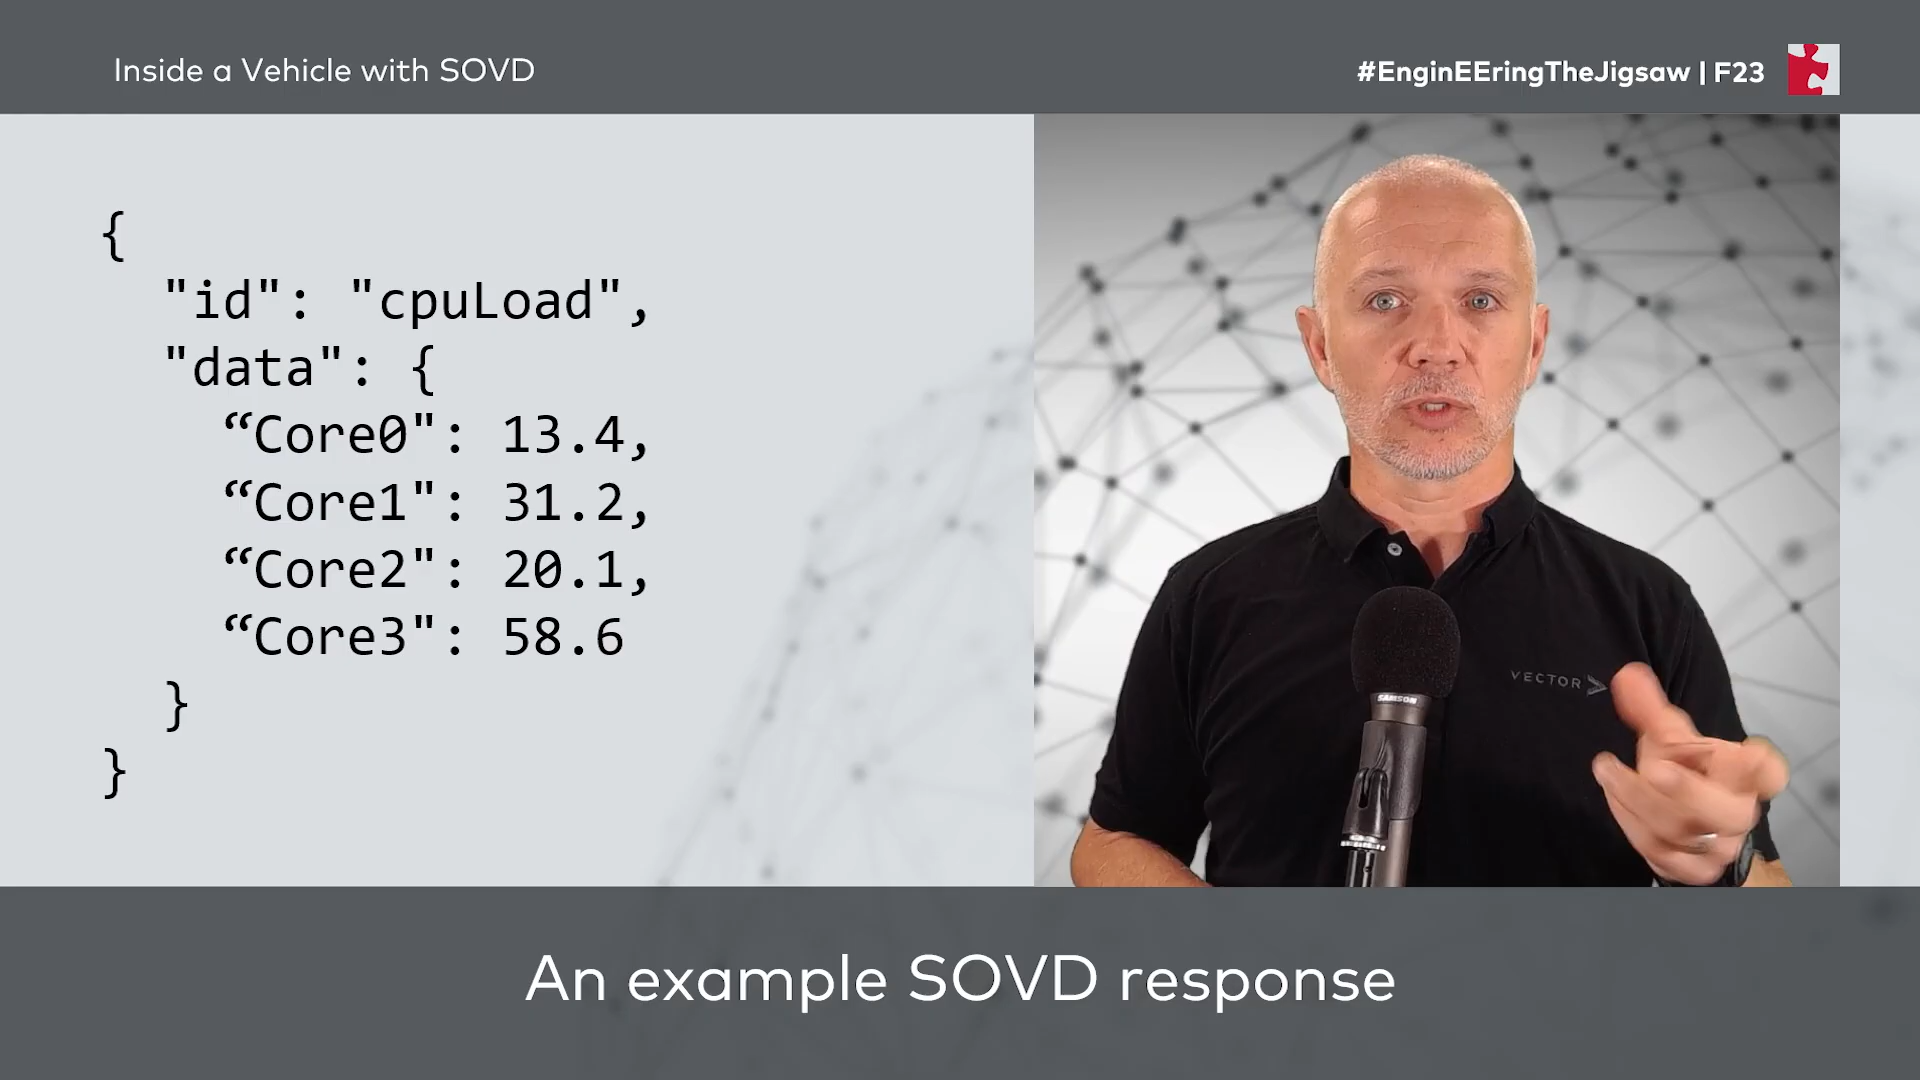 Inside a Vehicle with SOVD
#EnginEEringTheJigsaw | F23
{
"id": "cpuLoad",
"data": {
“Core0": 13.4,
“Core1": 31.2,
“Core2": 20.1,
“Core3": 58.6
}
}
VECTOR
SAMSON
An example SOVD response